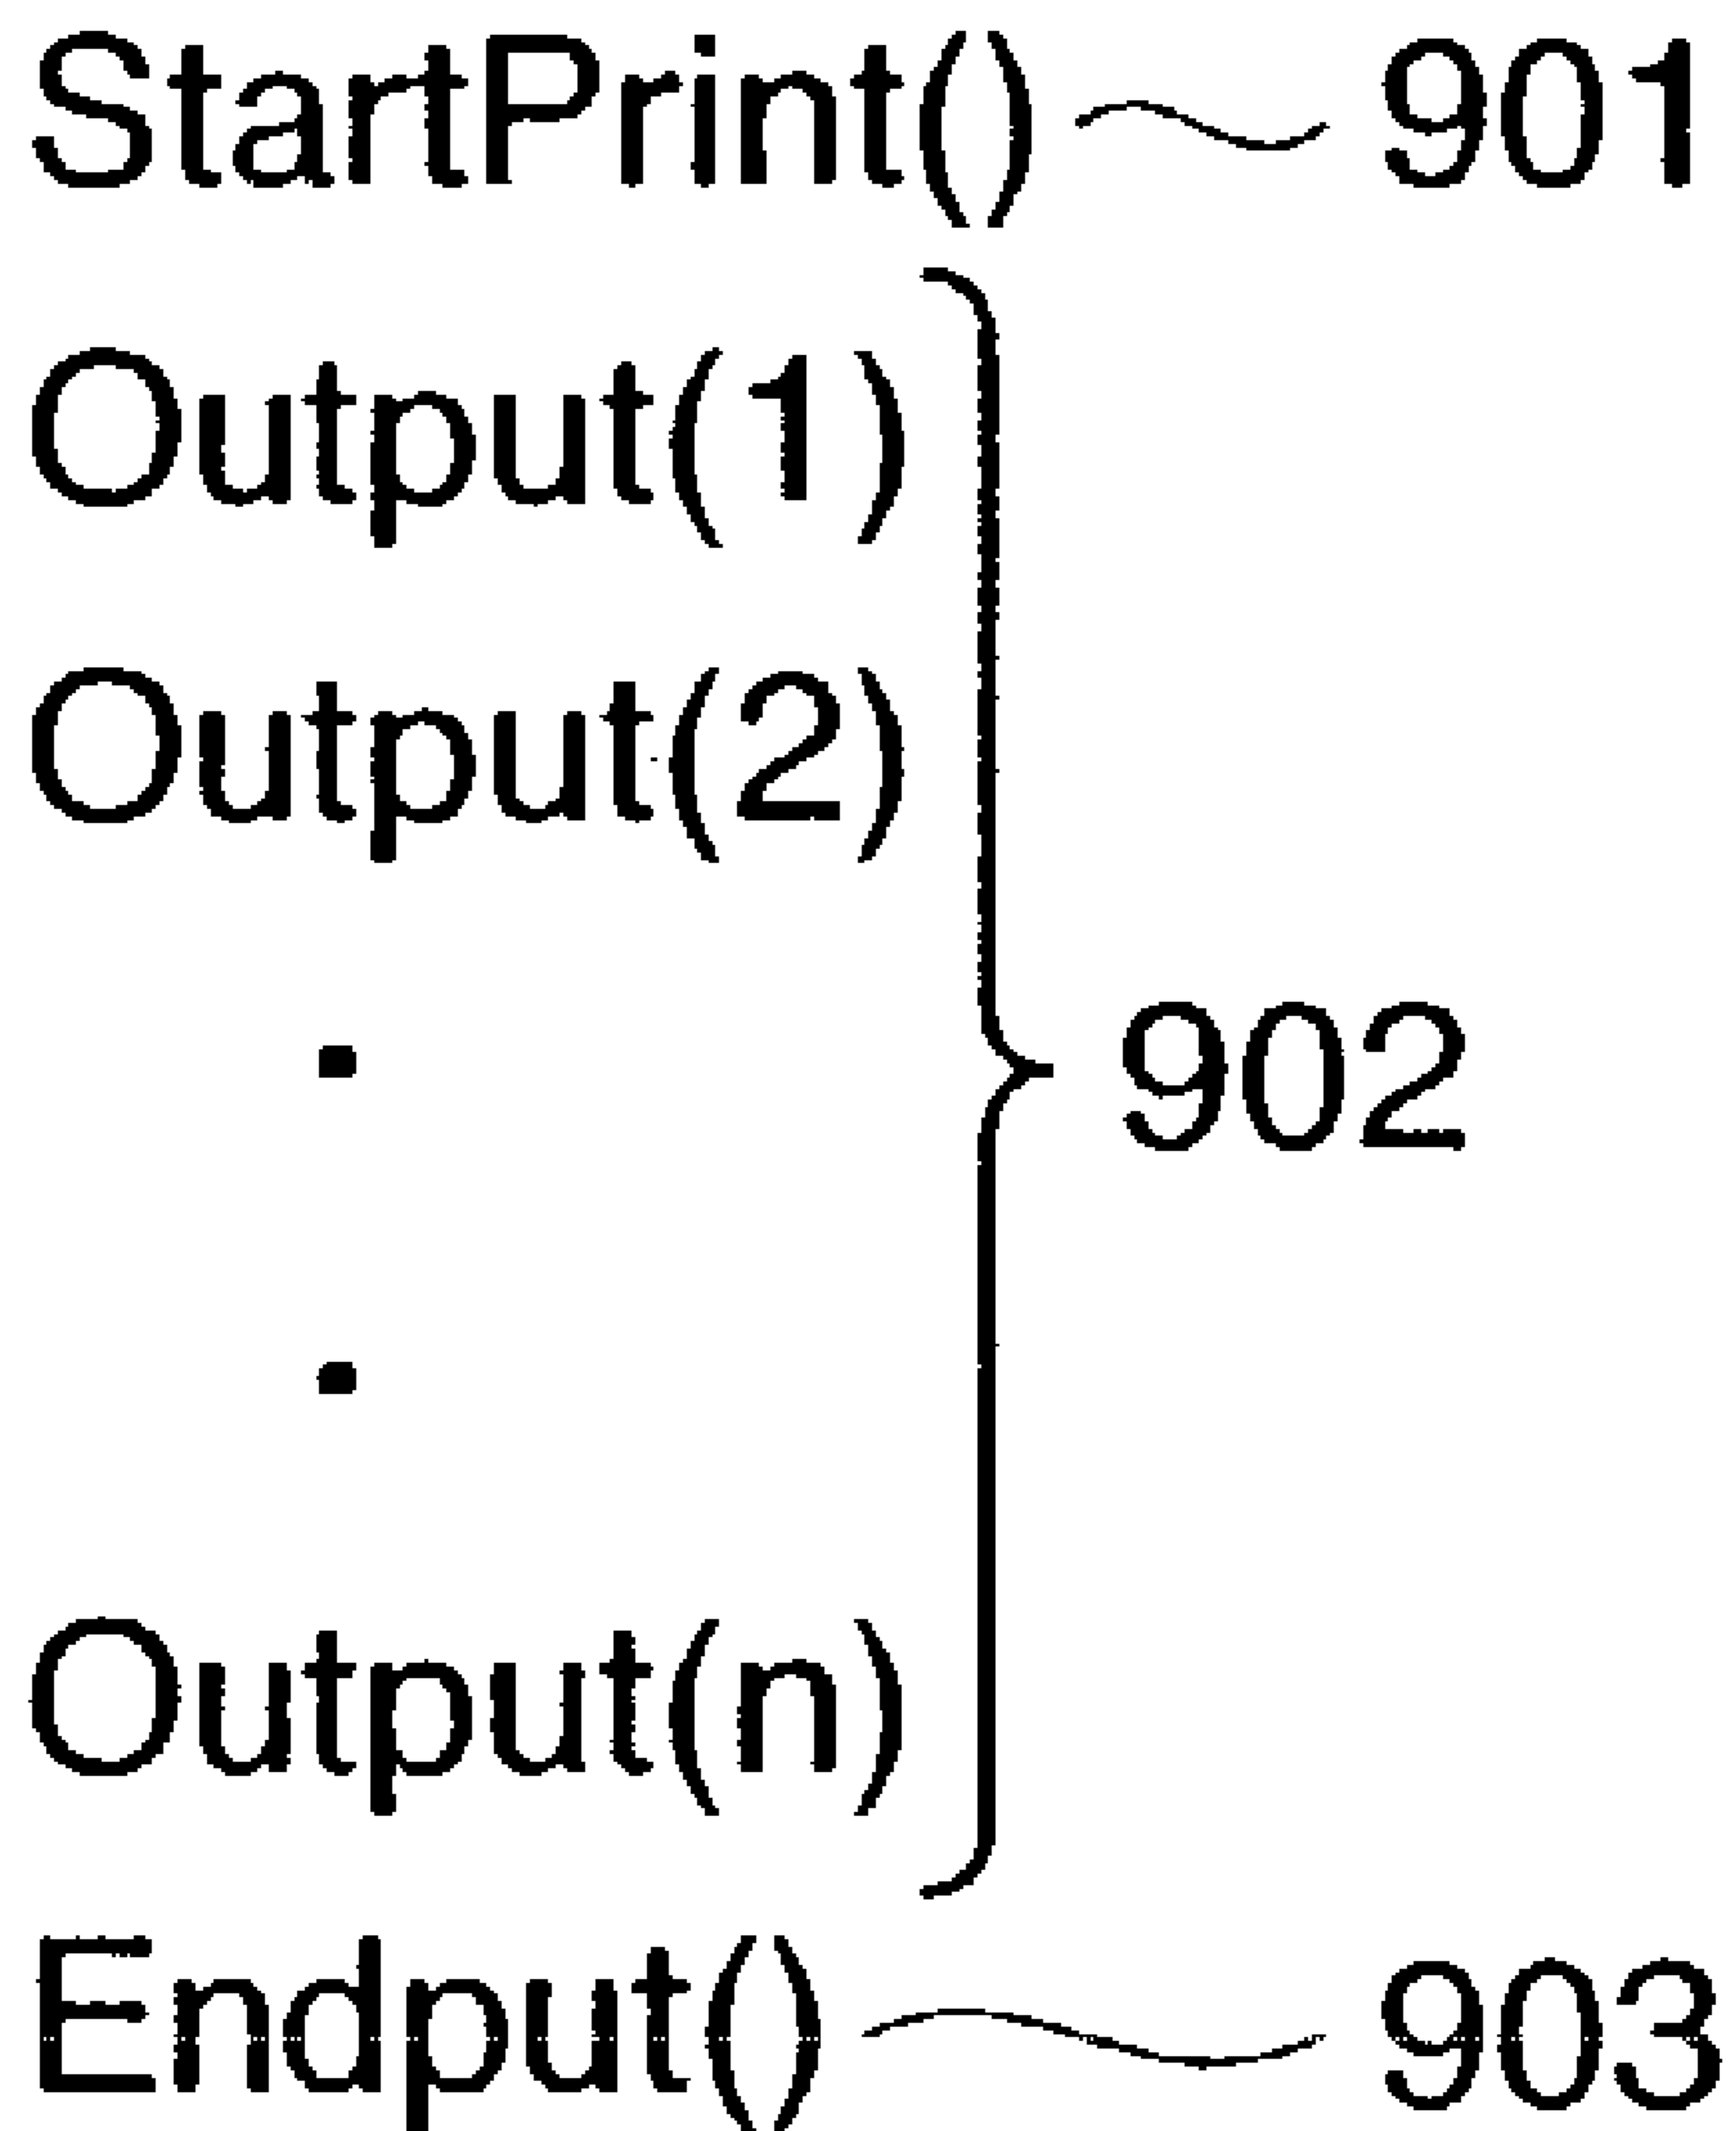 StartPrint() 901
Output(1)
Output(2)
.
902
.
Output(n)
Endput() 903